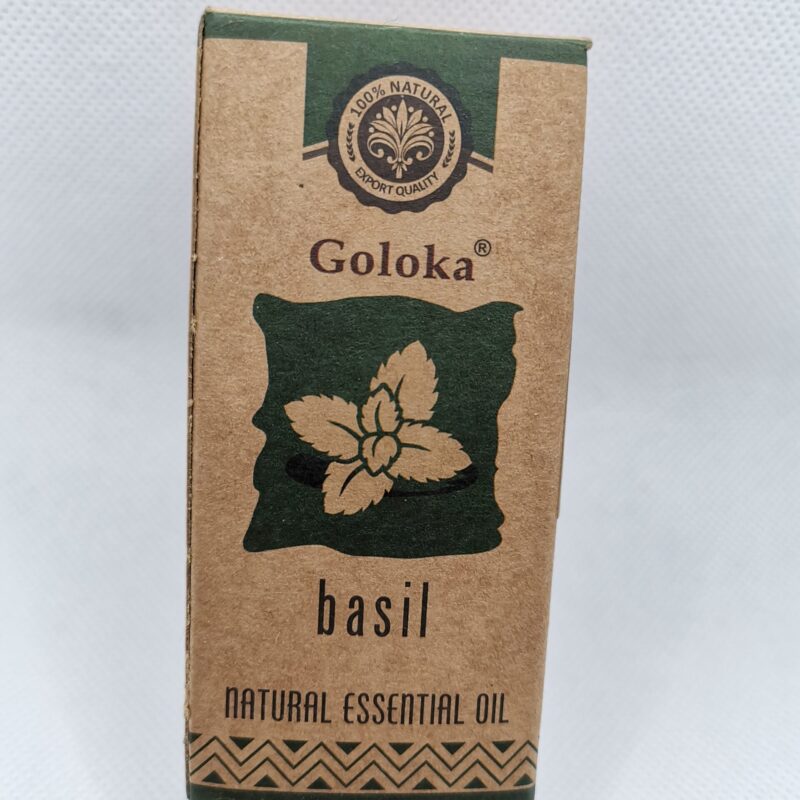 100% NATURAL
EXPORT QUALITY
Goloka®
basil
NATURAL ESSENTIAL OIL